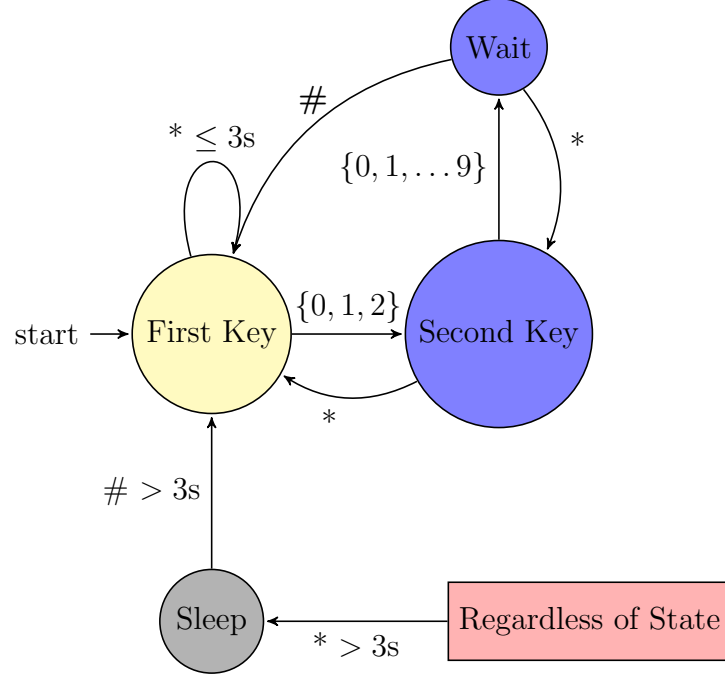 Wait
#
* ≤ 3s
*
{0, 1, … 9}
{0, 1, 2}
start
First Key
Second Key
*
# > 3s
Sleep
Regardless of State
* > 3s